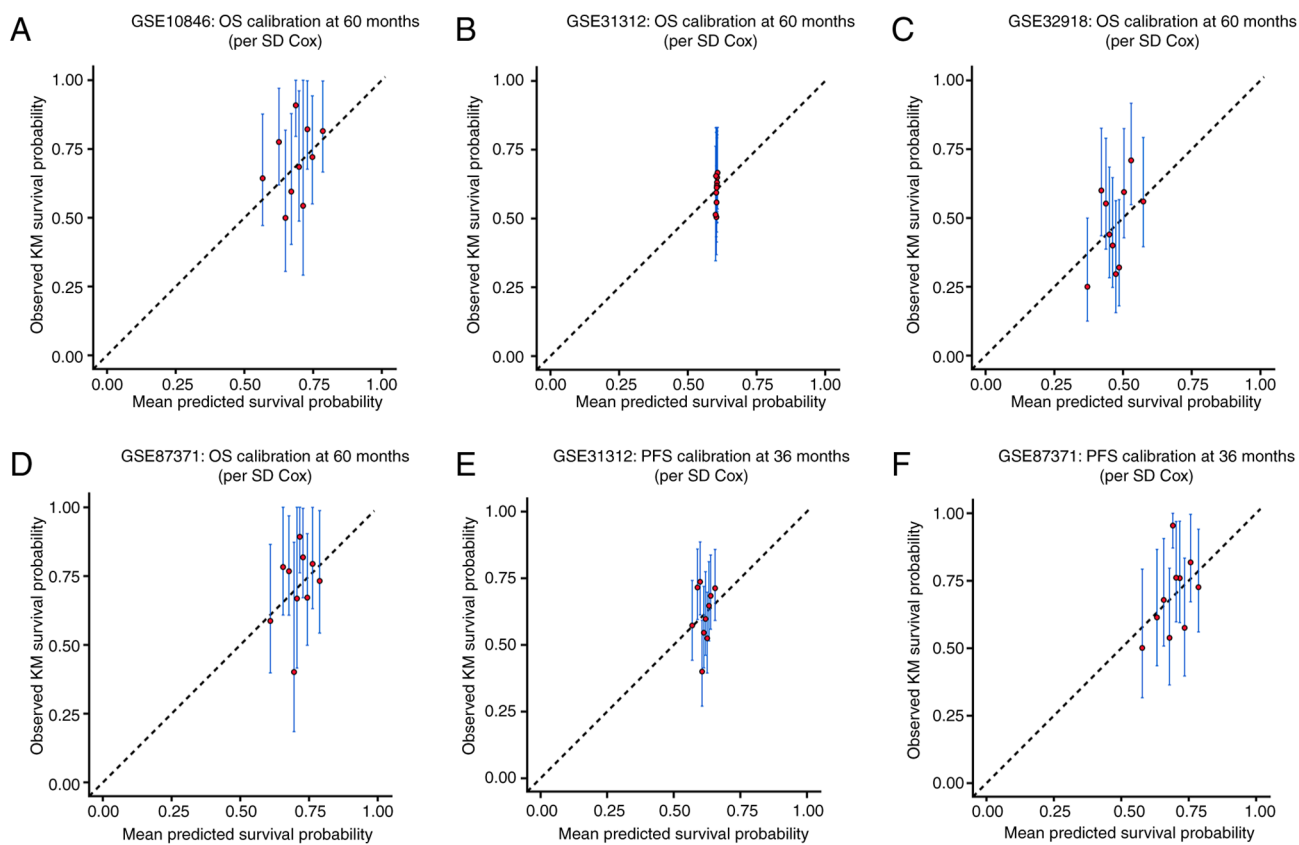 A
GSE10846: OS calibration at 60 months
(per SD Cox)
Observed KM survival probability
1.00
0.75
0.50
0.25
0.00
0.00 0.25 0.50 0.75 1.00
Mean predicted survival probability
B
GSE31312: OS calibration at 60 months
(per SD Cox)
Observed KM survival probability
1.00
0.75
0.50
0.25
0.00
0.00 0.25 0.50 0.75 1.00
Mean predicted survival probability
C
GSE32918: OS calibration at 60 months
(per SD Cox)
Observed KM survival probability
1.00
0.75
0.50
0.25
0.00
0.00 0.25 0.50 0.75 1.00
Mean predicted survival probability
D
GSE87371: OS calibration at 60 months
(per SD Cox)
Observed KM survival probability
1.00
0.75
0.50
0.25
0.00
0.00 0.25 0.50 0.75 1.00
Mean predicted survival probability
E
GSE31312: PFS calibration at 36 months
(per SD Cox)
Observed KM survival probability
1.00
0.75
0.50
0.25
0.00
0.00 0.25 0.50 0.75 1.00
Mean predicted survival probability
F
GSE87371: PFS calibration at 36 months
(per SD Cox)
Observed KM survival probability
1.00
0.75
0.50
0.25
0.00
0.00 0.25 0.50 0.75 1.00
Mean predicted survival probability